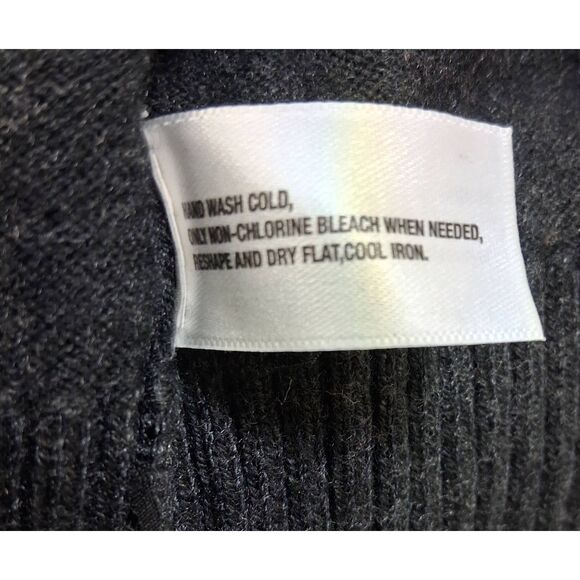 HAND WASH COLD,
ONLY NON-CHLORINE BLEACH WHEN NEEDED,
RESHAPE AND DRY FLAT,COOL IRON.